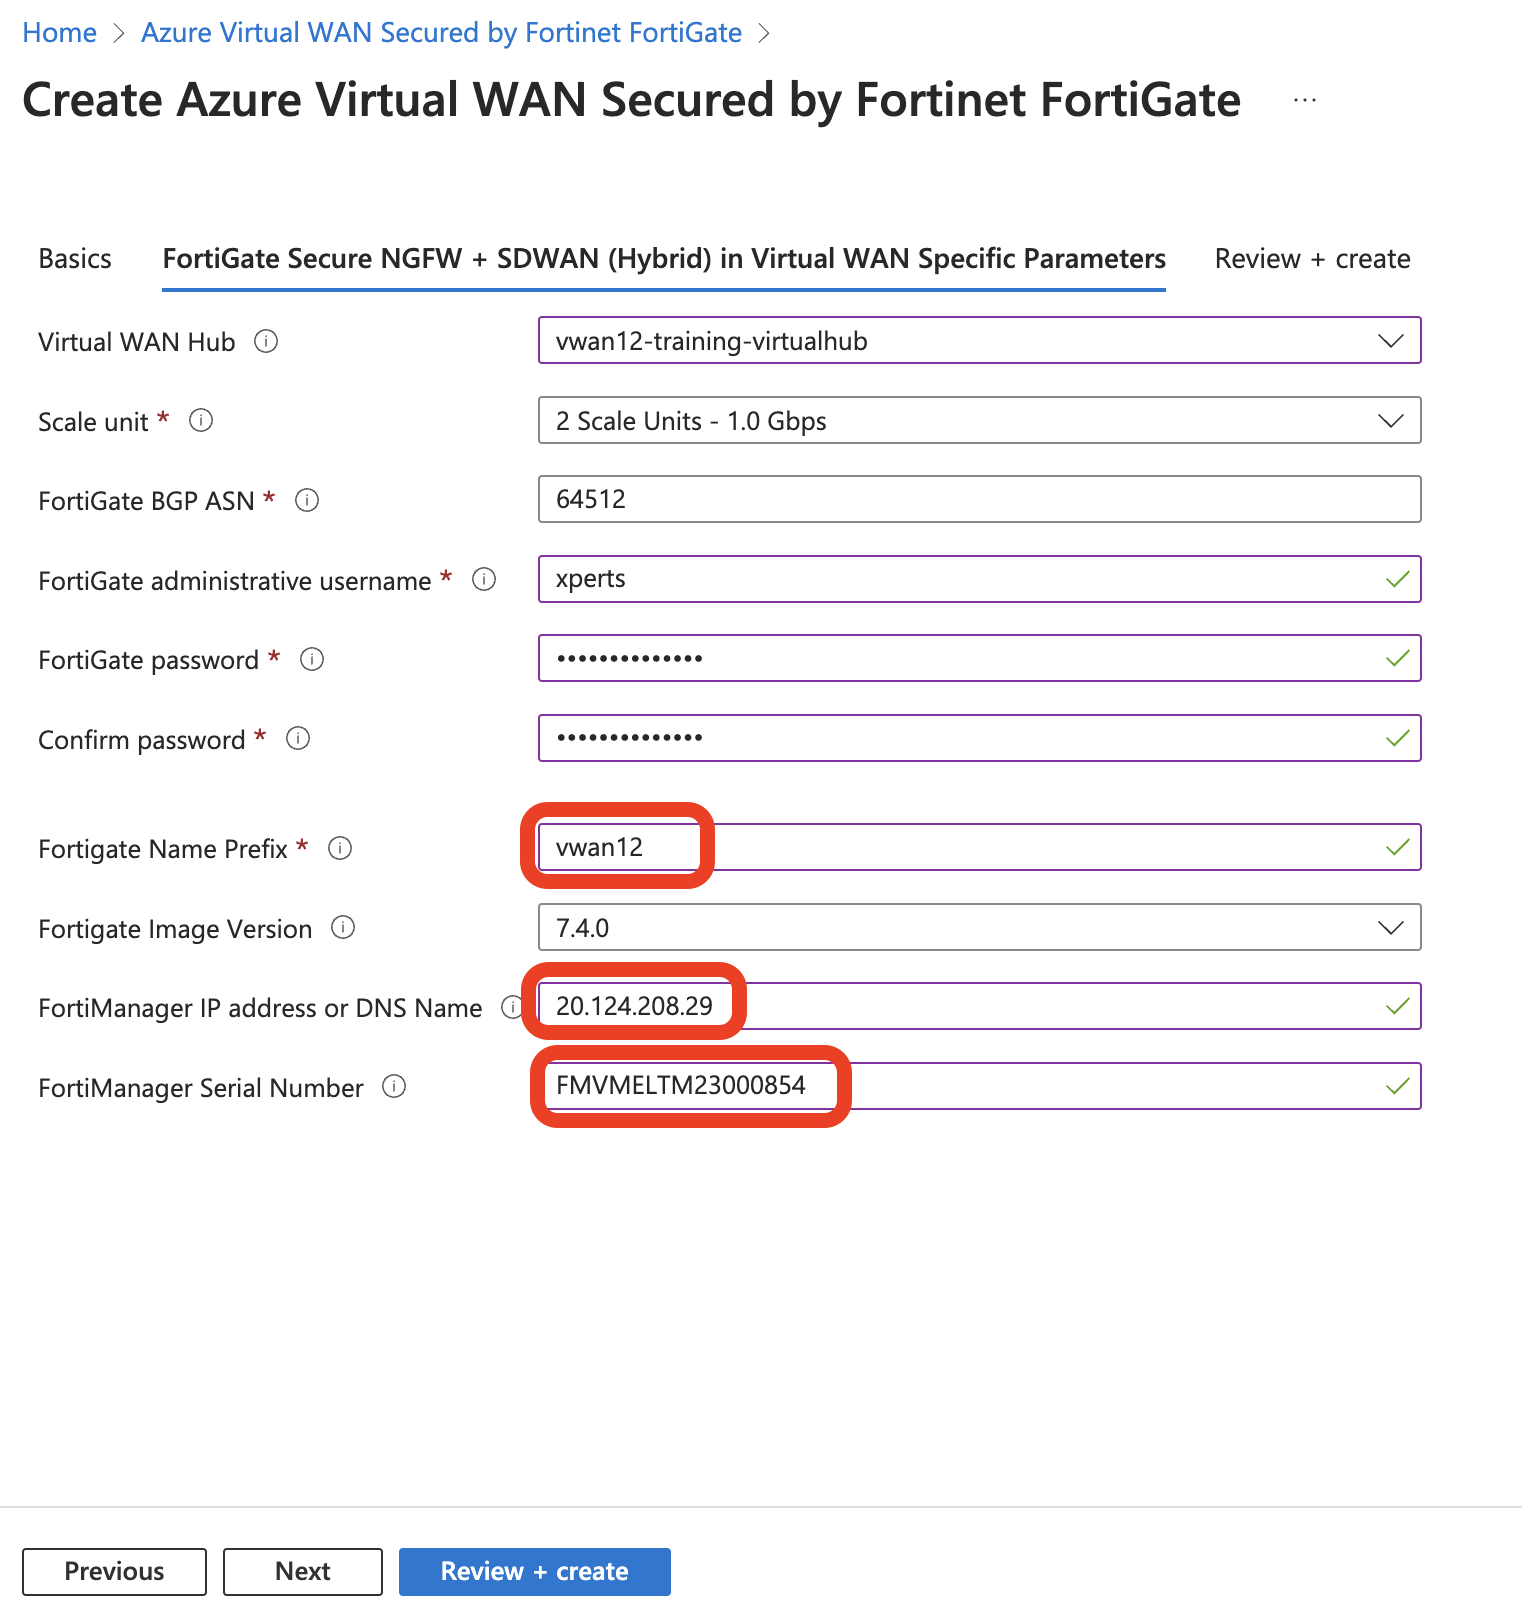 Home > Azure Virtual WAN Secured by Fortinet FortiGate >
Create Azure Virtual WAN Secured by Fortinet FortiGate ...
Basics FortiGate Secure NGFW + SDWAN (Hybrid) in Virtual WAN Specific Parameters Review + create
Virtual WAN Hub vwan12-training-virtualhub
Scale unit * 2 Scale Units - 1.0 Gbps
FortiGate BGP ASN * 64512
FortiGate administrative username * xperts
FortiGate password * ••••••••••••••
Confirm password * ••••••••••••••
Fortigate Name Prefix * vwan12
Fortigate Image Version 7.4.0
FortiManager IP address or DNS Name 20.124.208.29
FortiManager Serial Number FMVMELTM23000854
Previous Next Review + create